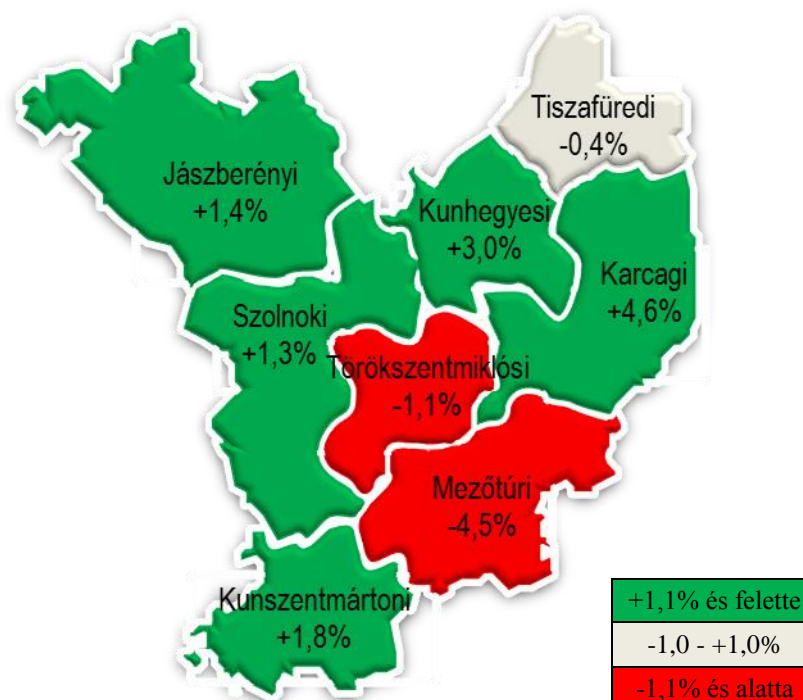 Tiszafüredi
-0,4%
Jászberényi
+1,4%
Kunhegyesi
+3,0%
Karcagi
+4,6%
Szolnoki
+1,3%
Törökszentmiklósi
-1,1%
Mezőtúri
-4,5%
Kunszentmártoni
+1,8%
+1,1% és felette
-1,0 - +1,0%
-1,1% és alatta